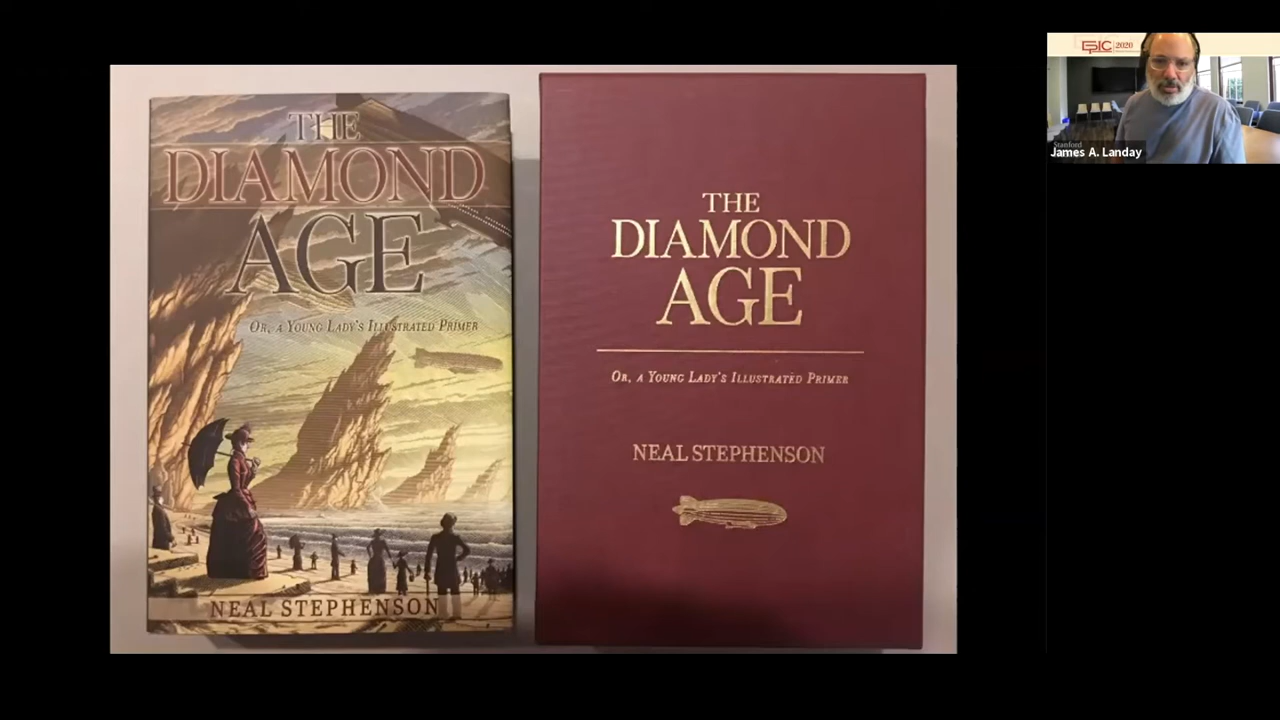 THE
DIAMOND
AGE
OR, A YOUNG LADY'S ILLUSTRATED PRIMER
NEAL STEPHENSON
THE
DIAMOND
AGE
OR, A YOUNG LADY'S ILLUSTRATED PRIMER
NEAL STEPHENSON
EPIC 2020
Stanford
James A. Landay